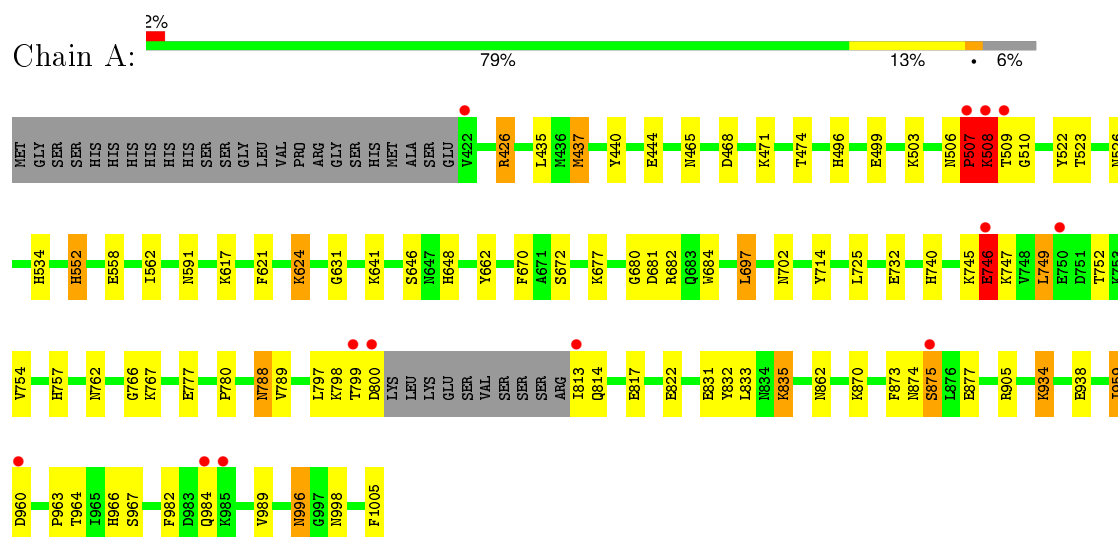 2%
Chain A:
79% 13% • 6%
MET GLY SER SER HIS HIS HIS HIS HIS HIS SER SER GLY LEU VAL PRO ARG GLY SER HIS MET ALA SER GLU V422 R426 L435 M436 M437 Y440 E444 N465 D468 K471 T474 H496 E499 K503 N506 P507 K508 T509 G510 Y522 T523 N526
H534 H552 E558 I562 N591 K617 F621 K624 G631 K641 S646 N647 H648 Y662 F670 A671 S672 K677 G680 D681 R682 Q683 W684 L697 N702 Y714 L725 E732 H740 K745 E746 K747 V748 L749 E750 D751 T752 K753
V754 H757 N762 G766 K767 E777 P780 N788 V789 L797 K798 T799 D800 LYS LEU LYS GLU SER VAL SER SER SER ARG I813 Q814 E817 E822 E831 Y832 L833 N834 K835 N862 K870 F873 N874 S875 L876 E877 R905 K934 E938 I959
D960 P963 T964 I965 H966 S967 F982 D983 Q984 K985 V989 N996 G997 N998 F1005